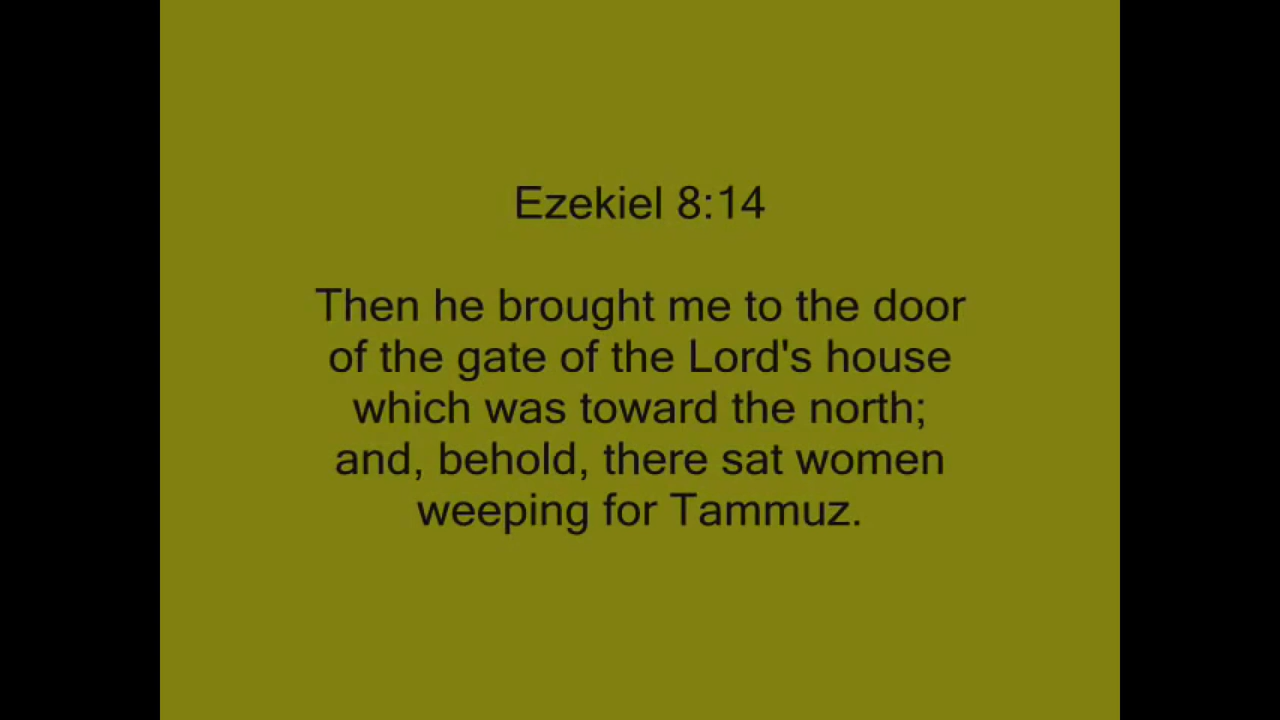 Ezekiel 8:14
Then he brought me to the door
of the gate of the Lord's house
which was toward the north;
and, behold, there sat women
weeping for Tammuz.